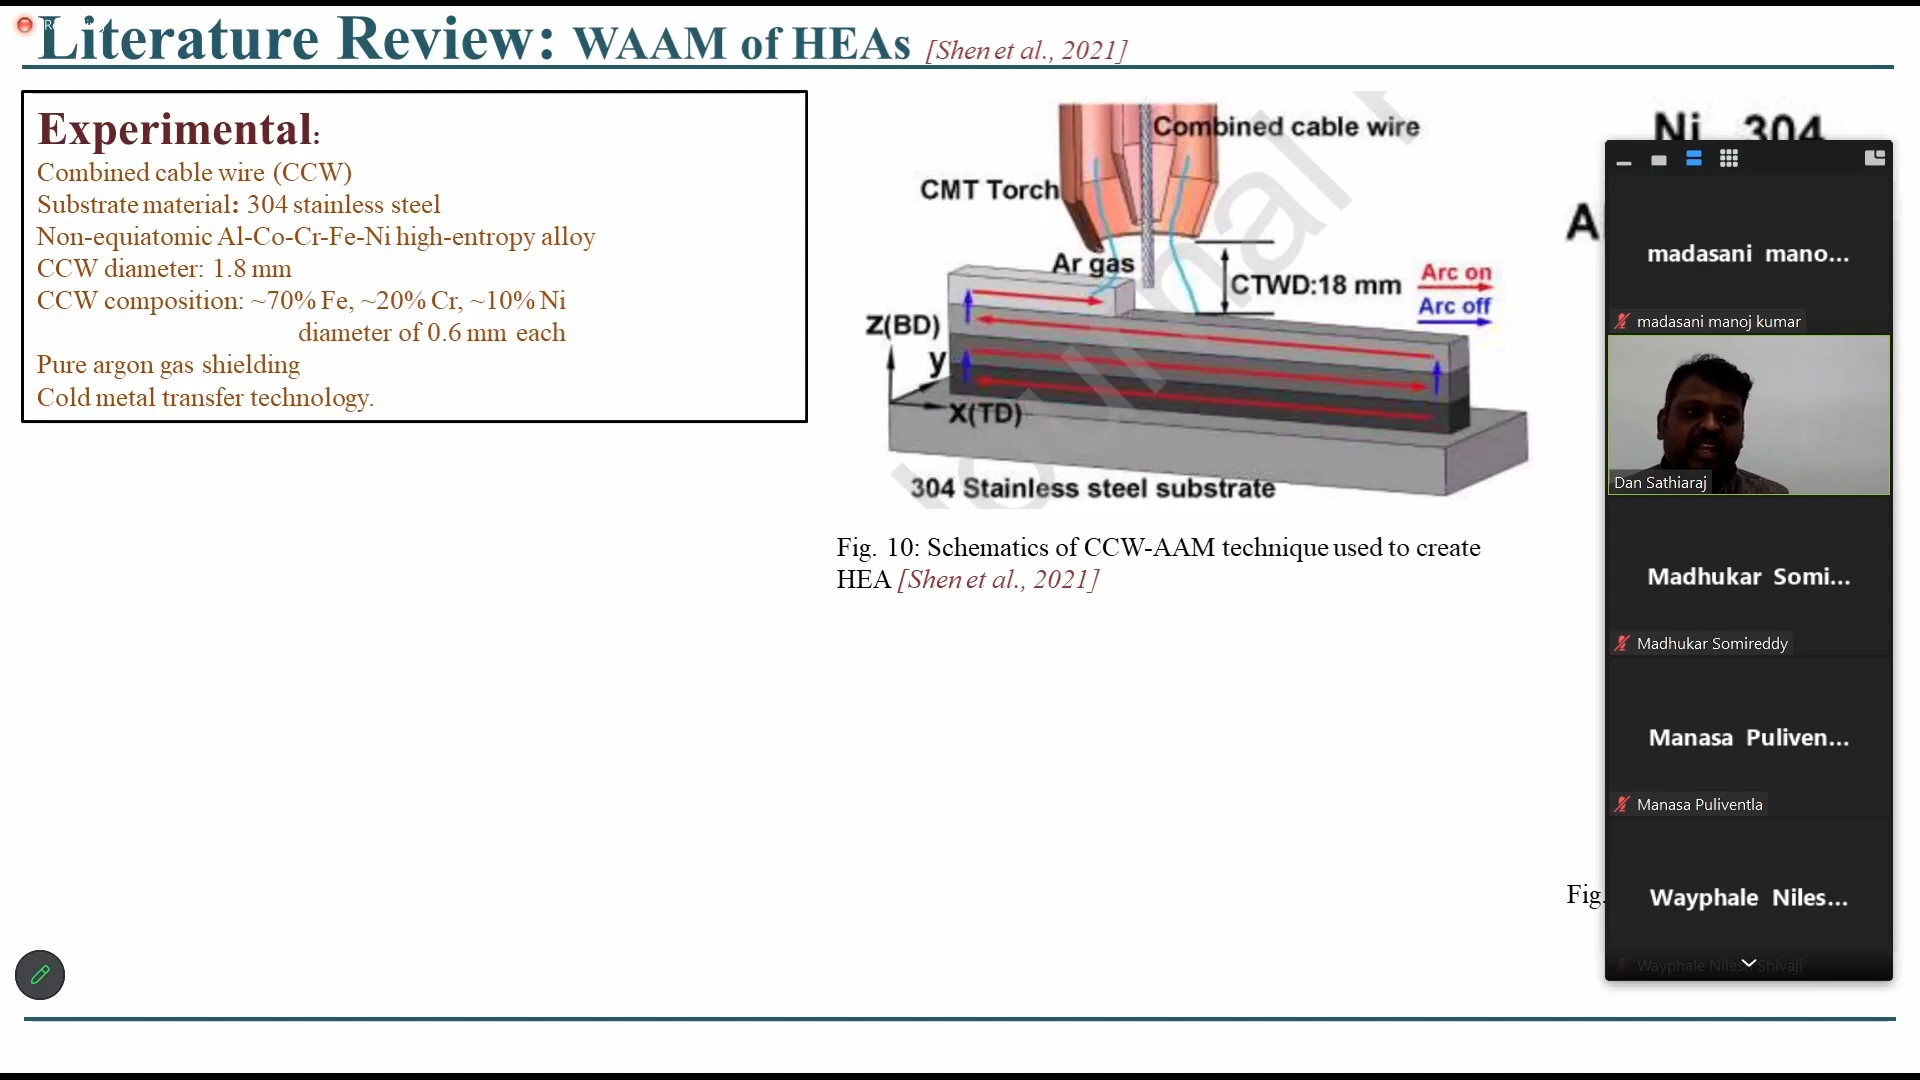 Literature Review: WAAM of HEAs [Shen et al., 2021]
Experimental:
Combined cable wire (CCW)
Substrate material: 304 stainless steel
Non-equiatomic Al-Co-Cr-Fe-Ni high-entropy alloy
CCW diameter: 1.8 mm
CCW composition: ~70% Fe, ~20% Cr, ~10% Ni
diameter of 0.6 mm each
Pure argon gas shielding
Cold metal transfer technology.
Combined cable wire
CMT Torch
Ar gas
CTWD:18 mm
Arc on
Arc off
Z(BD)
y
X(TD)
304 Stainless steel substrate
Fig. 10: Schematics of CCW-AAM technique used to create
HEA [Shen et al., 2021]
Ni 304
A
Fig.
madasani mano...
madasani manoj kumar
Dan Sathiaraj
Madhukar Somi...
Madhukar Somireddy
Manasa Puliven...
Manasa Puliventla
Wayphale Niles...
Wayphale Nilesh Shivaji